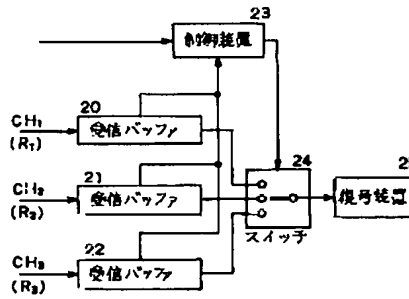 23
制御装置
CH₁
(R₁)
20
受信バッファ
CH₂
(R₂)
21
受信バッファ
24
スイッチ
復号装置
CH₃
(R₃)
22
受信バッファ